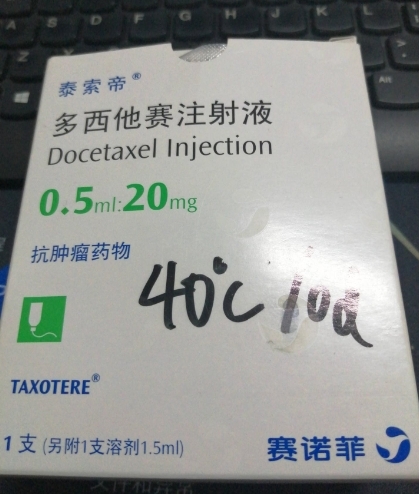 泰索帝®
多西他赛注射液
Docetaxel Injection
0.5ml:20mg
抗肿瘤药物
40℃ 10d
TAXOTERE®
1 支 (另附1支溶剂1.5ml)
赛诺菲